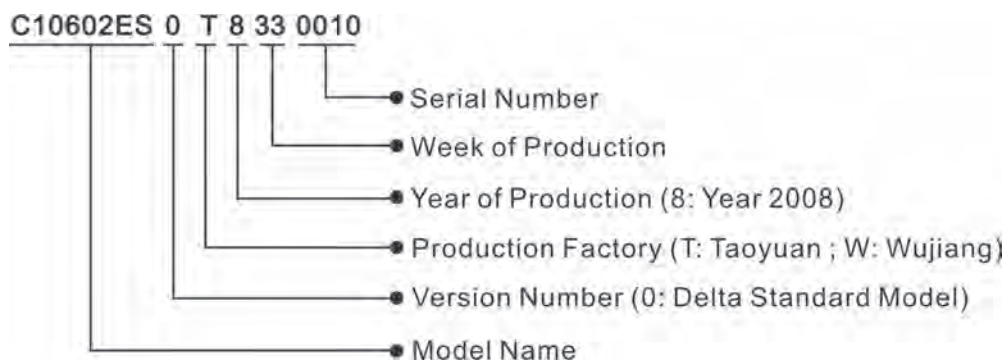 C10602ES 0 T 8 33 0010
Serial Number
Week of Production
Year of Production (8: Year 2008)
Production Factory (T: Taoyuan ; W: Wujiang)
Version Number (0: Delta Standard Model)
Model Name